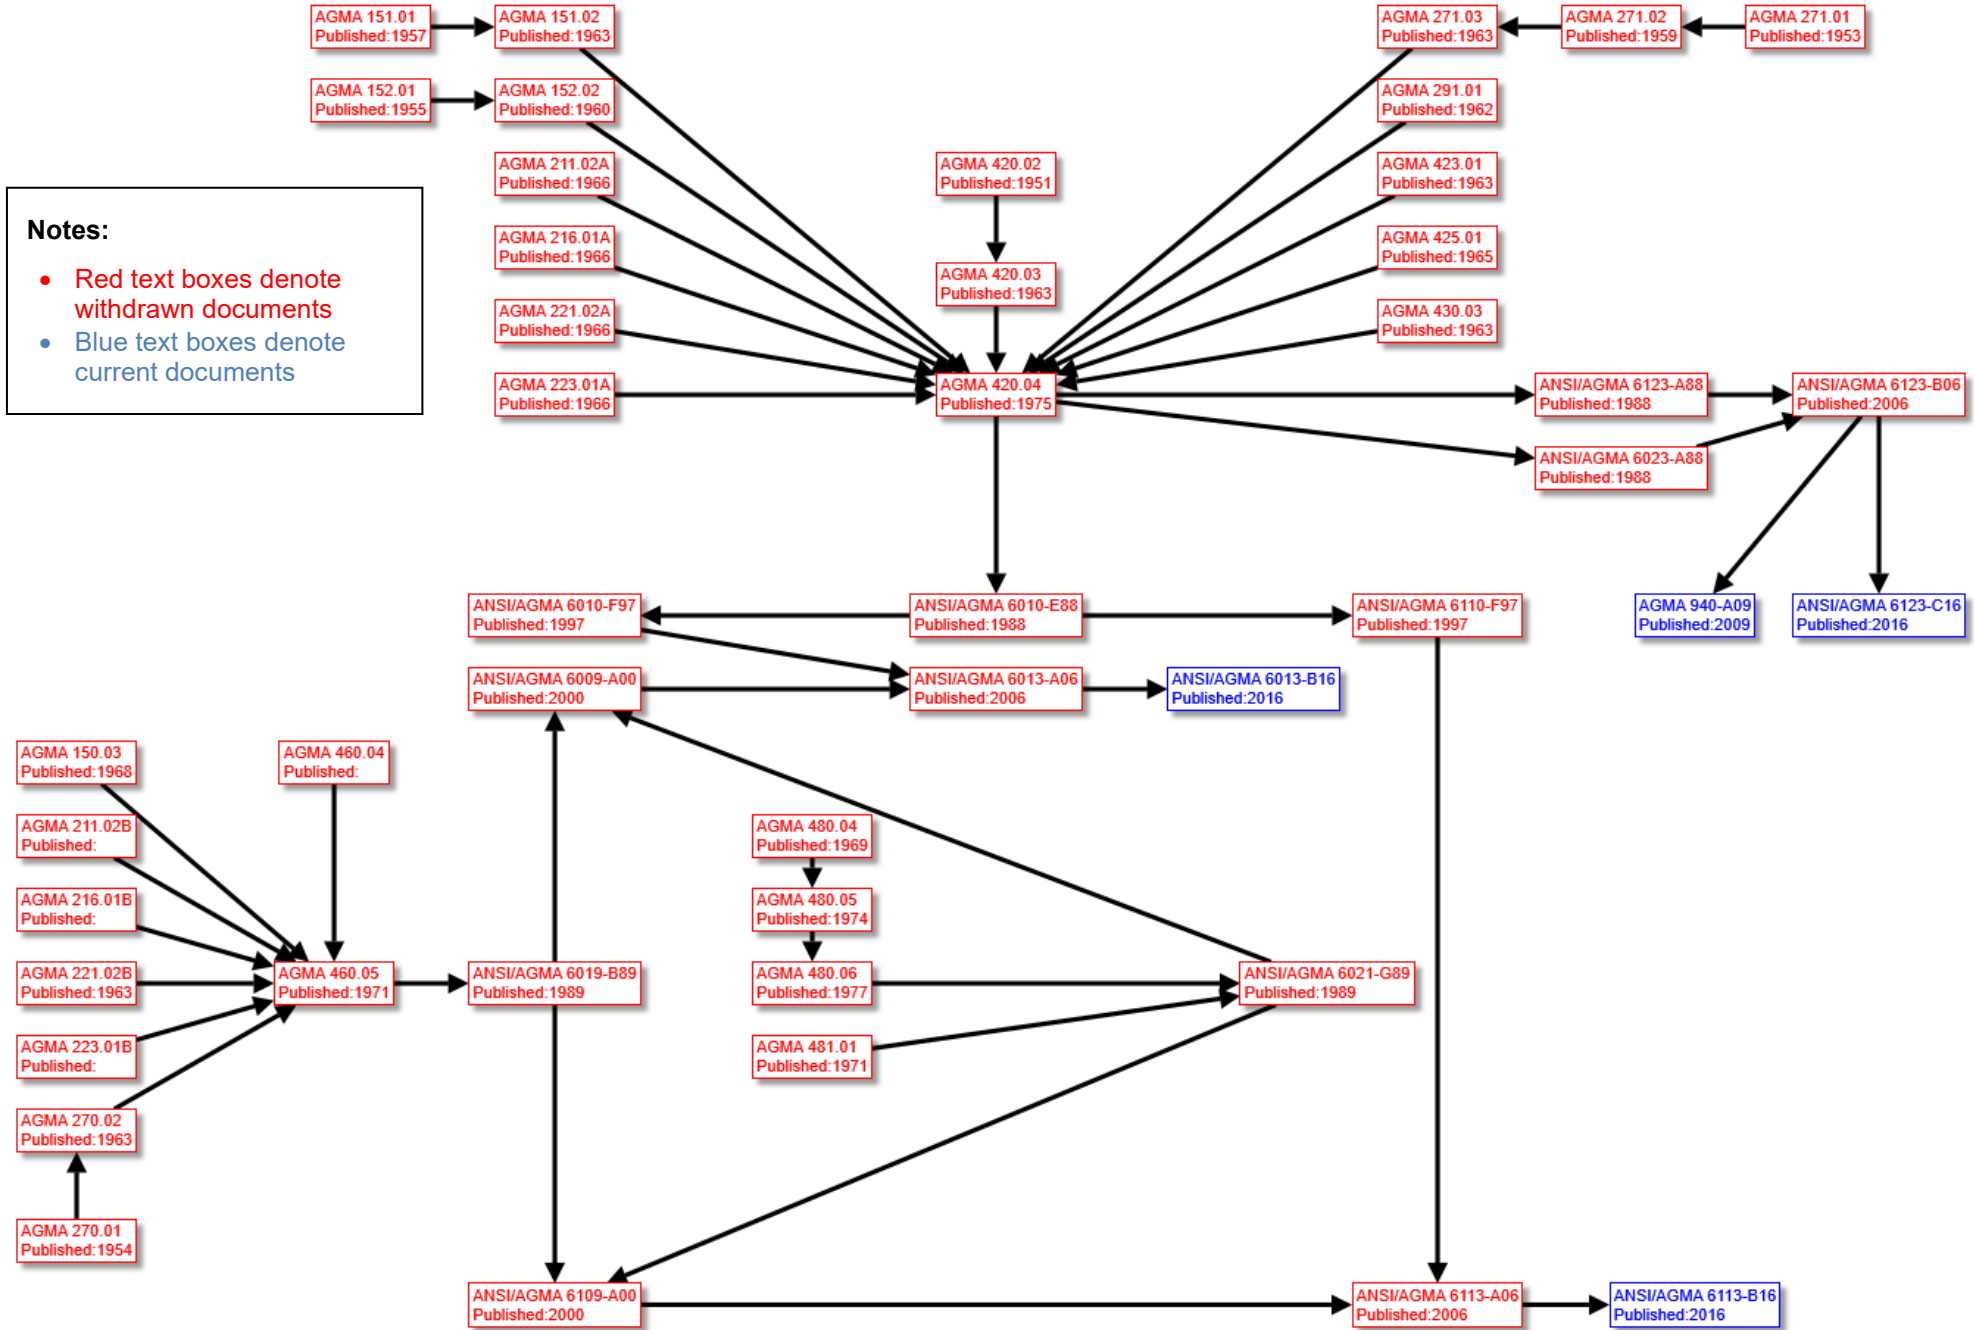 AGMA 151.01
Published:1957
AGMA 151.02
Published:1963
AGMA 271.03
Published:1963
AGMA 271.02
Published:1959
AGMA 271.01
Published:1953
AGMA 152.01
Published:1955
AGMA 152.02
Published:1960
AGMA 291.01
Published:1962
AGMA 211.02A
Published:1966
AGMA 420.02
Published:1951
AGMA 423.01
Published:1963
Notes:
• Red text boxes denote
withdrawn documents
• Blue text boxes denote
current documents
AGMA 216.01A
Published:1966
AGMA 420.03
Published:1963
AGMA 425.01
Published:1965
AGMA 221.02A
Published:1966
AGMA 430.03
Published:1963
AGMA 223.01A
Published:1966
AGMA 420.04
Published:1975
ANSI/AGMA 6123-A88
Published:1988
ANSI/AGMA 6123-B06
Published:2006
ANSI/AGMA 6023-A88
Published:1988
ANSI/AGMA 6010-F97
Published:1997
ANSI/AGMA 6010-E88
Published:1988
ANSI/AGMA 6110-F97
Published:1997
AGMA 940-A09
Published:2009
ANSI/AGMA 6123-C16
Published:2016
ANSI/AGMA 6009-A00
Published:2000
ANSI/AGMA 6013-A06
Published:2006
ANSI/AGMA 6013-B16
Published:2016
AGMA 150.03
Published:1968
AGMA 460.04
Published:
AGMA 211.02B
Published:
AGMA 480.04
Published:1969
AGMA 216.01B
Published:
AGMA 480.05
Published:1974
AGMA 221.02B
Published:1963
AGMA 460.05
Published:1971
ANSI/AGMA 6019-B89
Published:1989
AGMA 480.06
Published:1977
ANSI/AGMA 6021-G89
Published:1989
AGMA 223.01B
Published:
AGMA 481.01
Published:1971
AGMA 270.02
Published:1963
AGMA 270.01
Published:1954
ANSI/AGMA 6109-A00
Published:2000
ANSI/AGMA 6113-A06
Published:2006
ANSI/AGMA 6113-B16
Published:2016